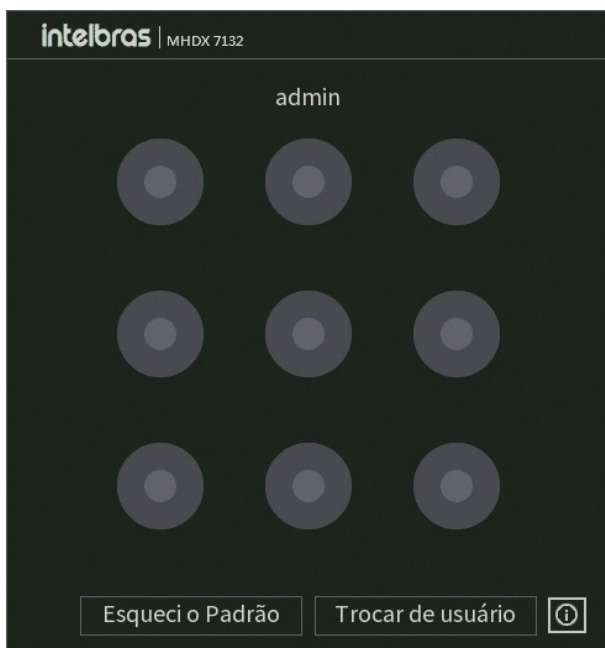 intelbras | MHDX 7132
admin
Esqueci o Padrão Trocar de usuário